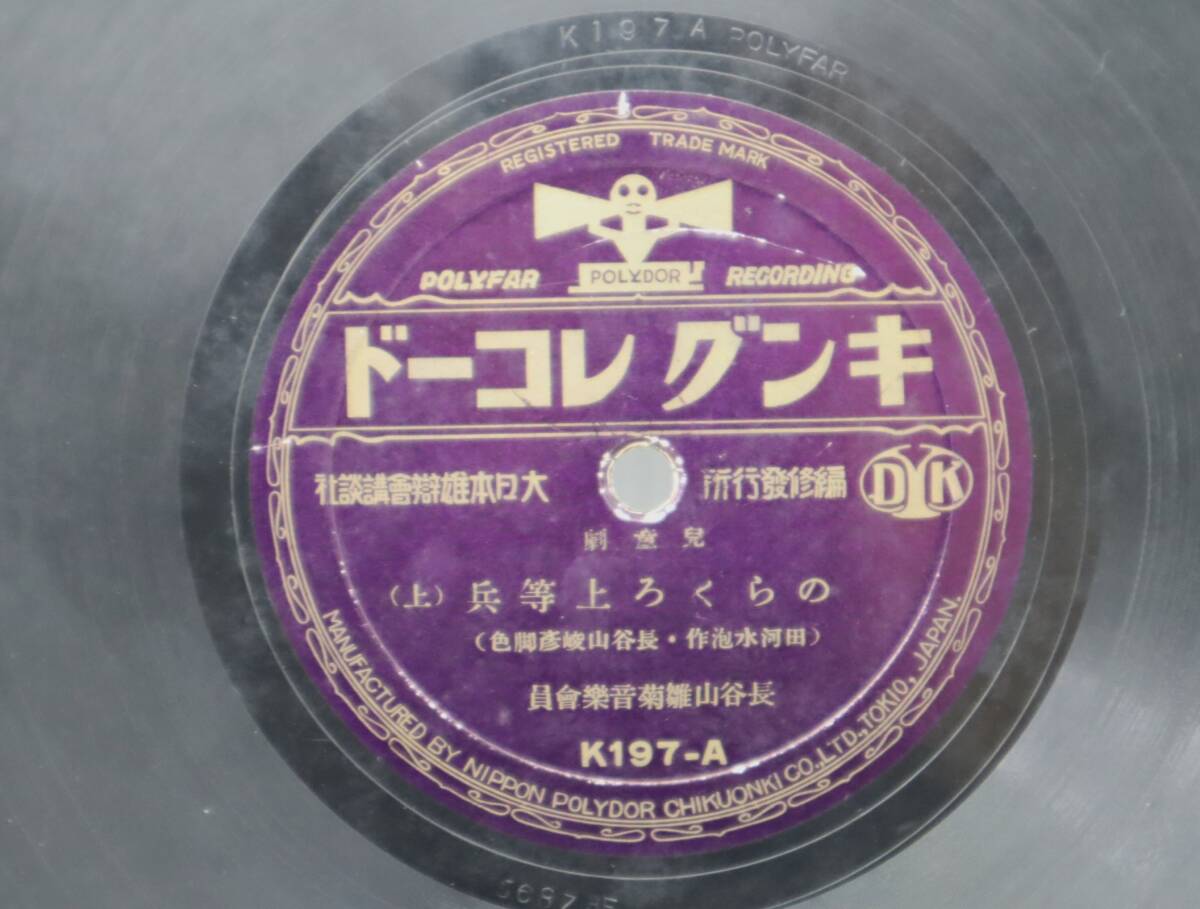 K197 A POLYFAR
REGISTERED TRADE MARK
POLYFAR POLYDOR RECORDING
キング レコード
DYK
編修發行所 大日本雄辯會講談社
兒童劇
のらくろ上等兵（上）
（田河水泡作・長谷山峻彥脚色）
長谷山雛菊音樂會員
K197-A
MANUFACTURED BY NIPPON POLYDOR CHIKUONKI CO., LTD., TOKIO, JAPAN.